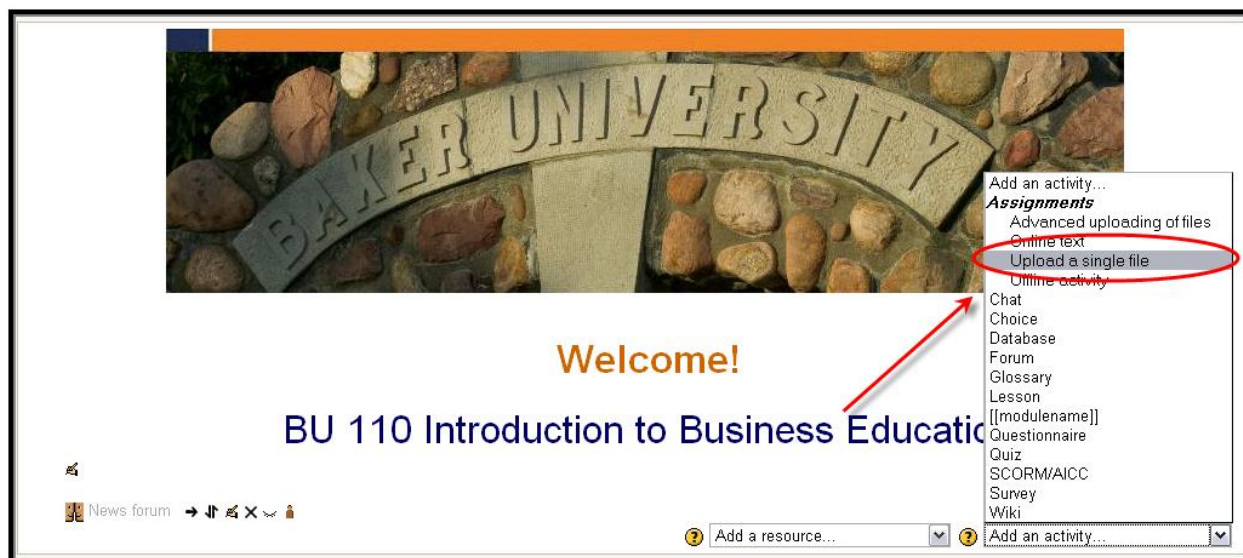 BAKER UNIVERSITY
Welcome!
BU 110 Introduction to Business Educatio
News forum
Add a resource...
Add an activity...
Assignments
Advanced uploading of files
Online text
Upload a single file
Offline activity
Chat
Choice
Database
Forum
Glossary
Lesson
[[modulename]]
Questionnaire
Quiz
SCORM/AICC
Survey
Wiki
Add an activity...